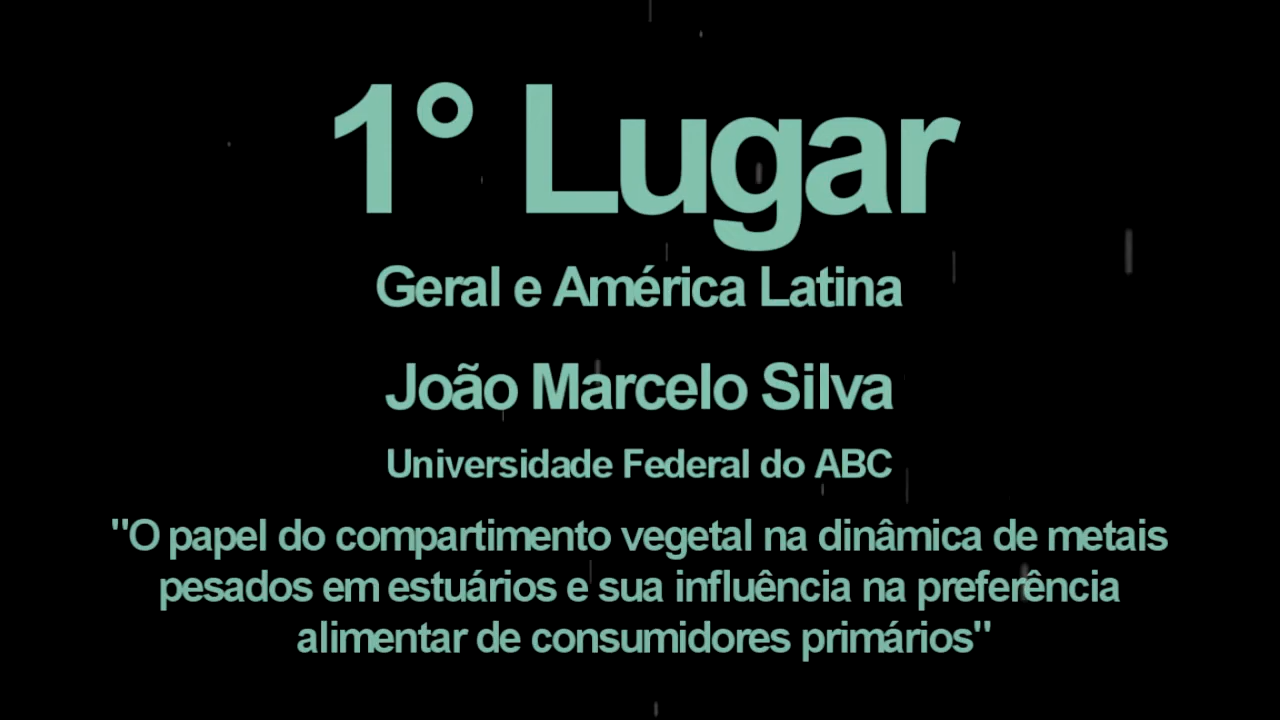 1° Lugar
Geral e América Latina
João Marcelo Silva
Universidade Federal do ABC
"O papel do compartimento vegetal na dinâmica de metais
pesados em estuários e sua influência na preferência
alimentar de consumidores primários"